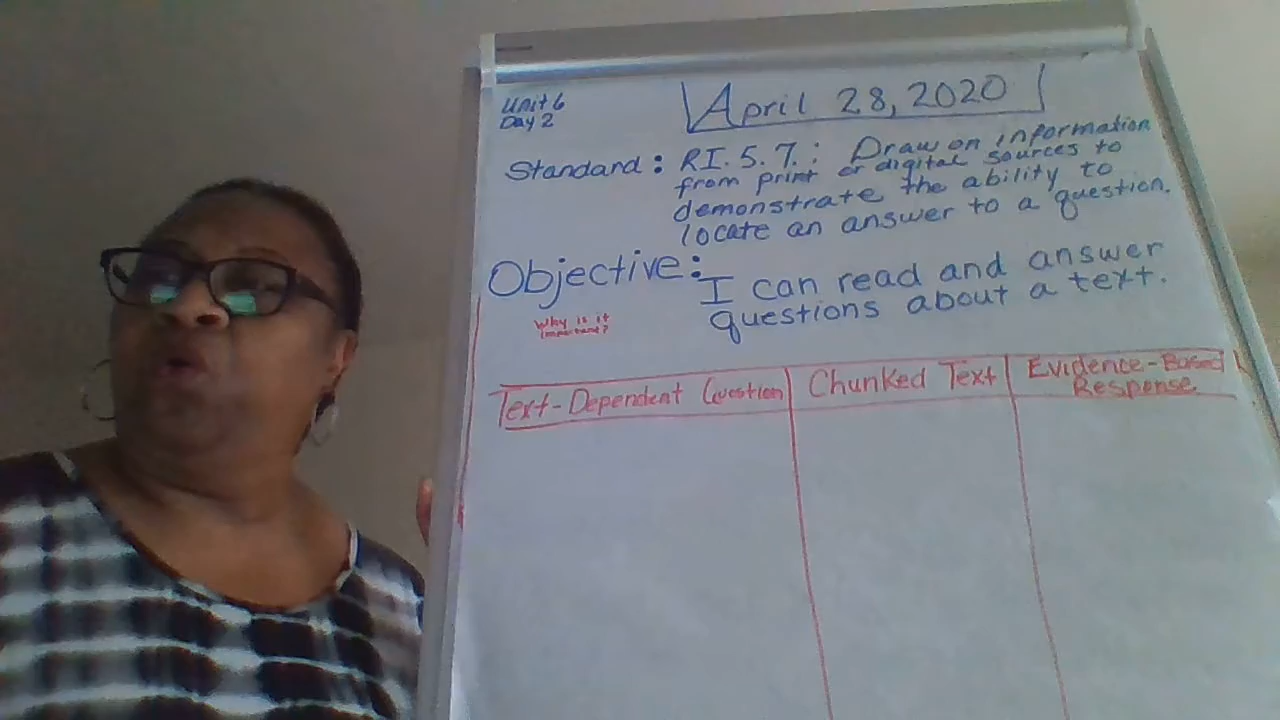 Unit 6
Day 2
April 28, 2020
Standard: RI.5.7.: Draw on information
from print or digital sources to
demonstrate the ability to
locate an answer to a question.
Objective: I can read and answer
questions about a text.
Why is it
important?
Text-Dependent Question
Chunked Text
Evidence-Based
Response